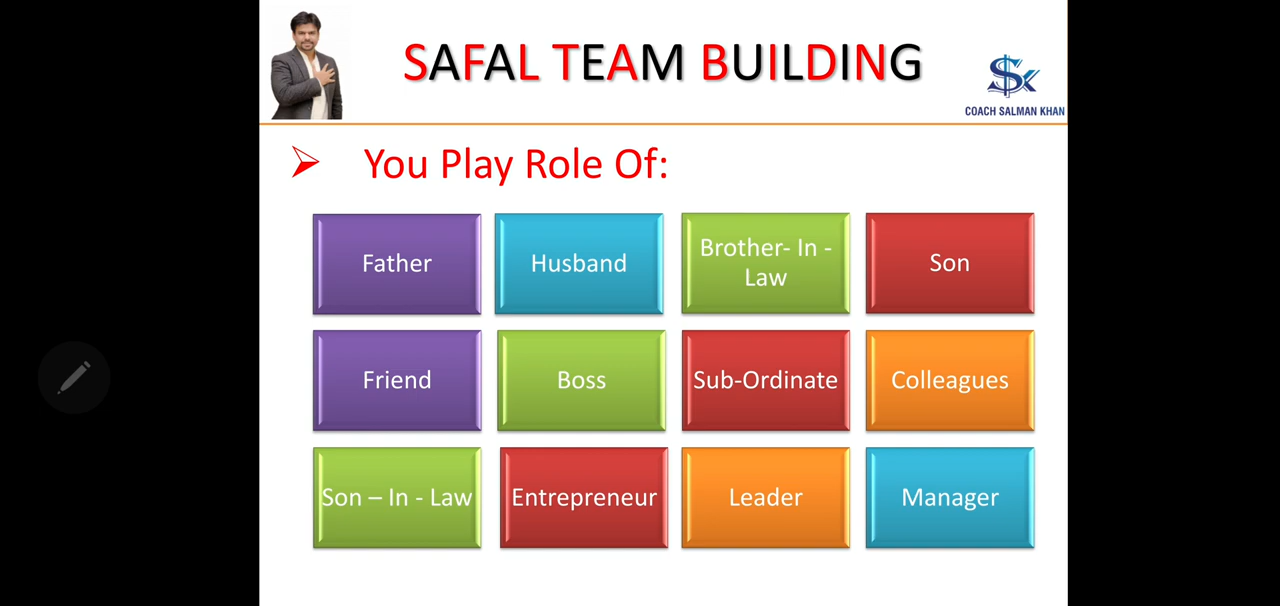 SAFAL TEAM BUILDING
COACH SALMAN KHAN
You Play Role Of:
Father
Husband
Brother- In -
Law
Son
Friend
Boss
Sub-Ordinate
Colleagues
Son – In - Law
Entrepreneur
Leader
Manager